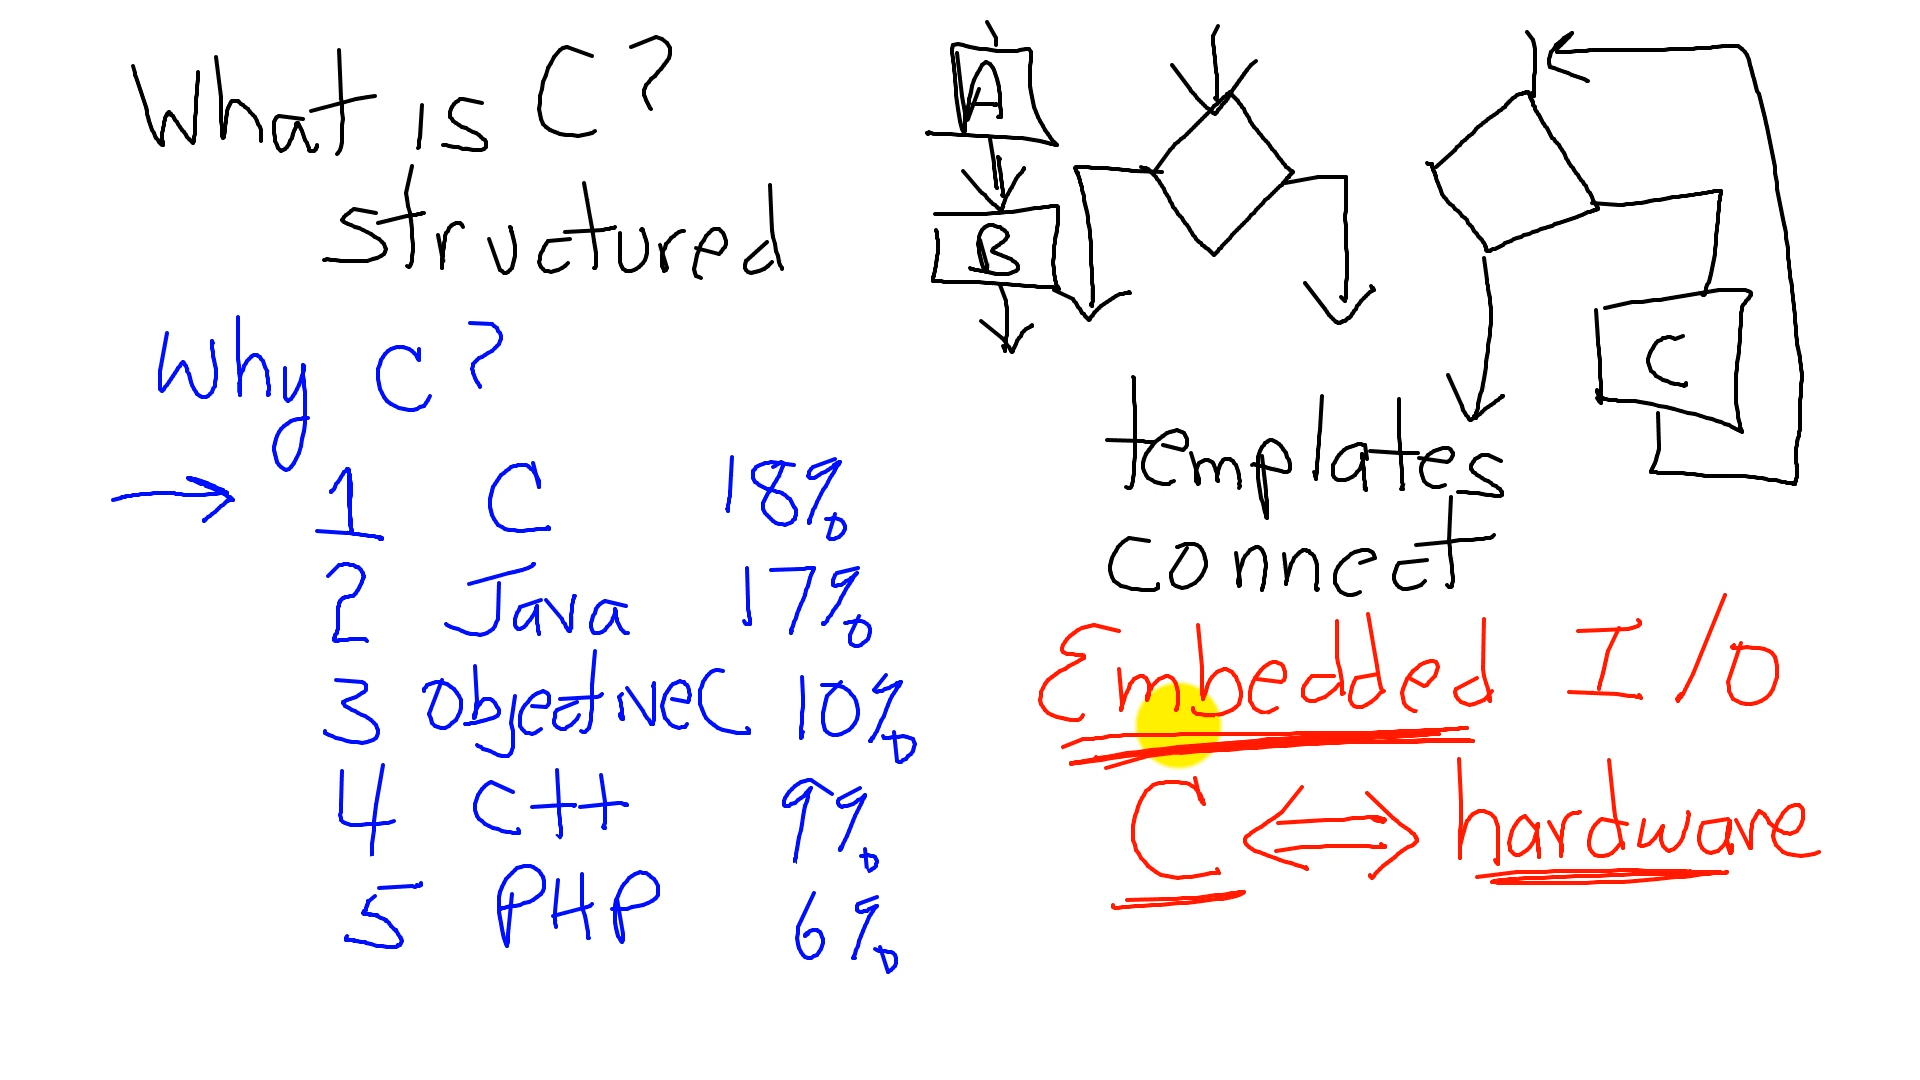 What is C?
structured
Why C?
1 C 18%
2 Java 17%
3 ObjectiveC 10%
4 C++ 9%
5 PHP 6%
A
B
C
templates
connect
Embedded I/O
C ⇔ hardware